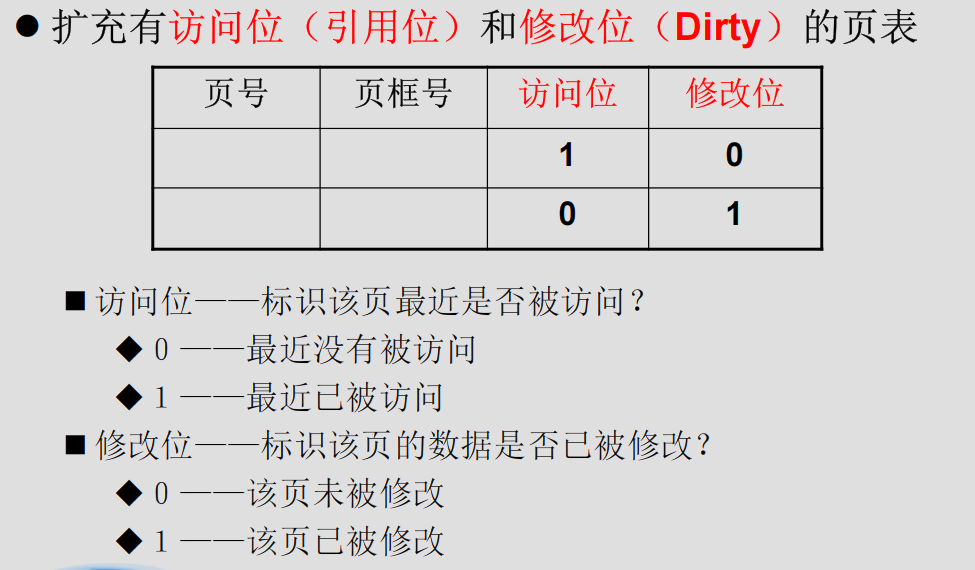 ● 扩充有访问位（引用位）和修改位（Dirty）的页表
页号 页框号 访问位 修改位
1 0
0 1
■ 访问位——标识该页最近是否被访问？
◆ 0 ——最近没有被访问
◆ 1 ——最近已被访问
■ 修改位——标识该页的数据是否已被修改？
◆ 0 ——该页未被修改
◆ 1 ——该页已被修改